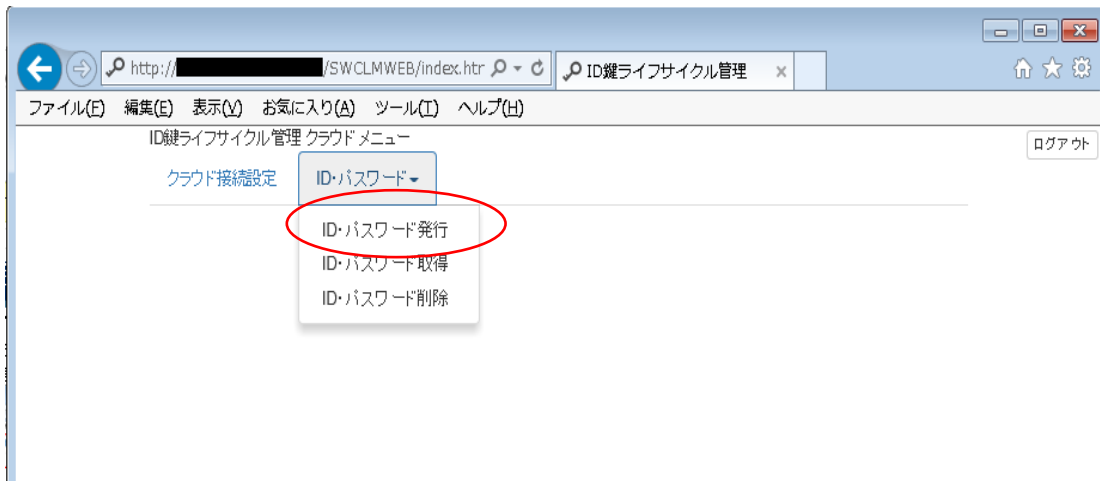 http:// /SWCLMWEB/index.htr
ID鍵ライフサイクル管理
ファイル(F) 編集(E) 表示(V) お気に入り(A) ツール(T) ヘルプ(H)
ID鍵ライフサイクル管理 クラウド メニュー
ログアウト
クラウド接続設定 ID・パスワード
ID・パスワード発行
ID・パスワード取得
ID・パスワード削除